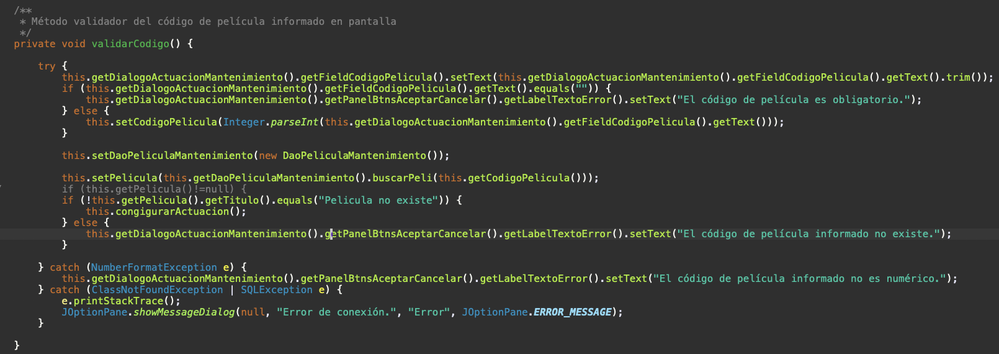 /**
 * Método validador del código de película informado en pantalla
 */
private void validarCodigo() {
try {
this.getDialogoActuacionMantenimiento().getFieldCodigoPelicula().setText(this.getDialogoActuacionMantenimiento().getFieldCodigoPelicula().getText().trim());
if (this.getDialogoActuacionMantenimiento().getFieldCodigoPelicula().getText().equals("")) {
this.getDialogoActuacionMantenimiento().getPanelBtnsAceptarCancelar().getLabelTextoError().setText("El código de película es obligatorio.");
} else {
this.setCodigoPelicula(Integer.parseInt(this.getDialogoActuacionMantenimiento().getFieldCodigoPelicula().getText()));
}
this.setDaoPeliculaMantenimiento(new DaoPeliculaMantenimiento());
this.setPelicula(this.getDaoPeliculaMantenimiento().buscarPeli(this.getCodigoPelicula()));
if (this.getPelicula()!=null) {
if (!this.getPelicula().getTitulo().equals("Pelicula no existe")) {
this.congigurarActuacion();
} else {
this.getDialogoActuacionMantenimiento().getPanelBtnsAceptarCancelar().getLabelTextoError().setText("El código de película informado no existe.");
}
} catch (NumberFormatException e) {
this.getDialogoActuacionMantenimiento().getPanelBtnsAceptarCancelar().getLabelTextoError().setText("El código de película informado no es numérico.");
} catch (ClassNotFoundException | SQLException e) {
e.printStackTrace();
JOptionPane.showMessageDialog(null, "Error de conexión.", "Error", JOptionPane.ERROR_MESSAGE);
}
}